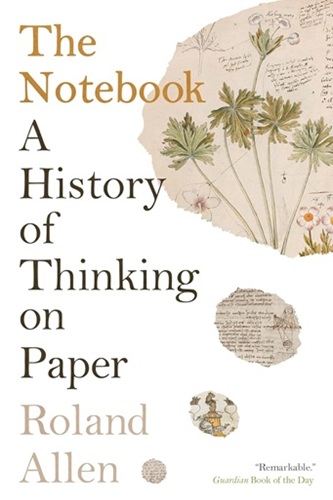 The
Notebook
A
History
of
Thinking
on
Paper
Roland
Allen
"Remarkable."
Guardian Book of the Day